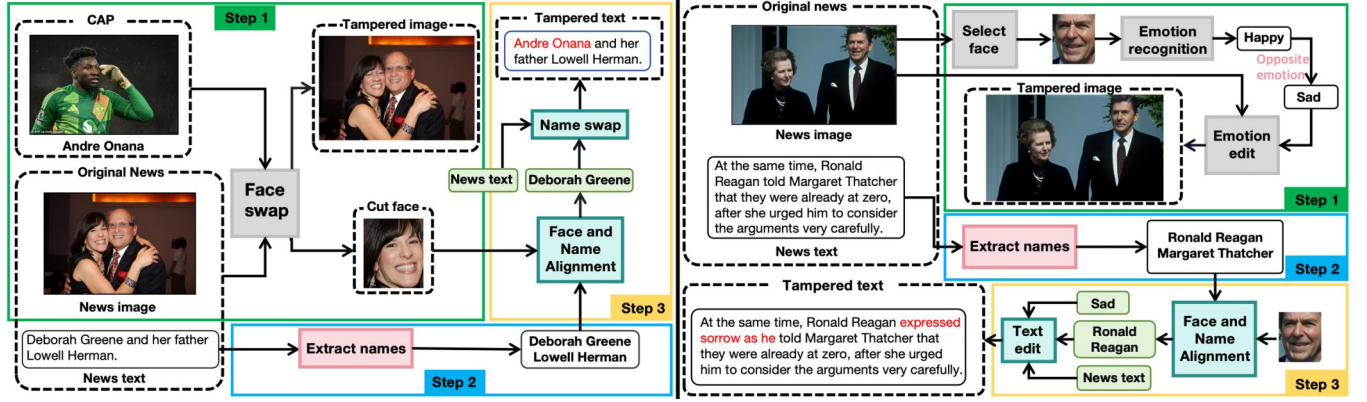 CAP
Andre Onana
Original News
News image
Deborah Greene and her father
Lowell Herman.
News text
Step 1
Face
swap
Tampered image
Cut face
Extract names
Deborah Greene
Lowell Herman
Step 2
Tampered text
Andre Onana and her
father Lowell Herman.
Name swap
News text
Deborah Greene
Face and
Name
Alignment
Step 3
Original news
News image
At the same time, Ronald
Reagan told Margaret Thatcher
that they were already at zero,
after she urged him to consider
the arguments very carefully.
News text
Select
face
Emotion
recognition
Happy
Opposite
emotion
Sad
Tampered image
Emotion
edit
Step 1
Extract names
Ronald Reagan
Margaret Thatcher
Step 2
Tampered text
At the same time, Ronald Reagan expressed
sorrow as he told Margaret Thatcher that
they were already at zero, after she urged
him to consider the arguments very carefully.
Text
edit
Sad
Ronald
Reagan
News text
Face and
Name
Alignment
Step 3